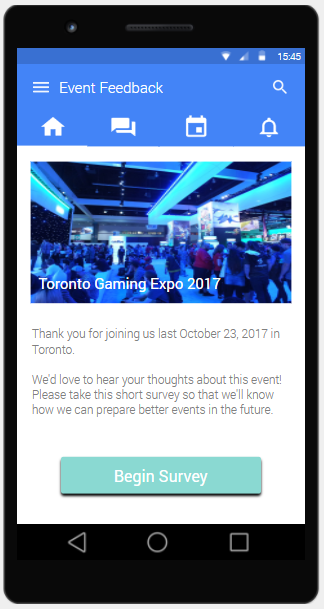 15:45
Event Feedback
Toronto Gaming Expo 2017
Thank you for joining us last October 23, 2017 in
Toronto.
We'd love to hear your thoughts about this event!
Please take this short survey so that we'll know
how we can prepare better events in the future.
Begin Survey